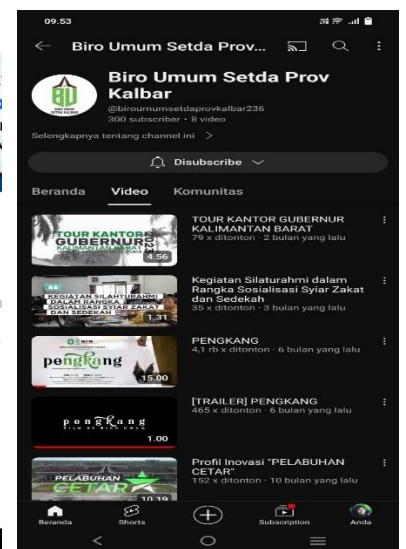 09.53
Biro Umum Setda Prov...
BU
Biro Umum Setda Prov
Kalbar
@biroumumsetdaprovkalbar236
300 subscriber • 8 video
Selengkapnya tentang channel ini >
Disubscribe
Beranda Video Komunitas
TOUR KANTOR
GUBERNUR
KALIMANTAN BARAT
4.56
TOUR KANTOR GUBERNUR
KALIMANTAN BARAT
79 x ditonton · 2 bulan yang lalu
KEGIATAN SILAHTURAHMI
DALAM RANGKA
SOSIALISASI SYIAR ZAKAT
DAN SEDEKAH
1.31
Kegiatan Silaturahmi dalam
Rangka Sosialisasi Syiar Zakat
dan Sedekah
35 x ditonton · 3 bulan yang lalu
pengkang
15.00
PENGKANG
4,1 rb x ditonton · 6 bulan yang lalu
pengkang
1.00
[TRAILER] PENGKANG
465 x ditonton · 6 bulan yang lalu
PELABUHAN
CETAR
10.19
Profil Inovasi "PELABUHAN
CETAR"
152 x ditonton · 10 bulan yang lalu
Beranda Shorts Subscription Anda